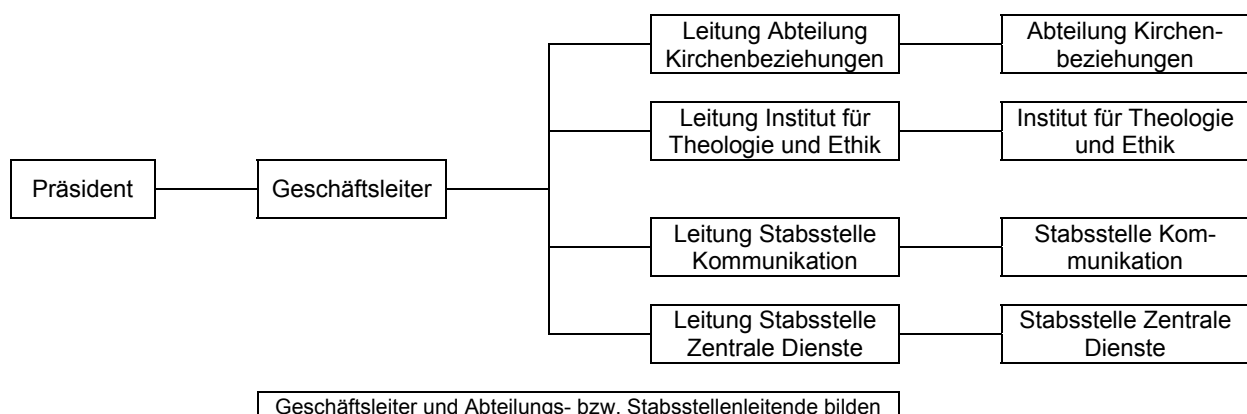 Leitung Abteilung
Kirchenbeziehungen
Abteilung Kirchen-
beziehungen
Leitung Institut für
Theologie und Ethik
Institut für Theologie
und Ethik
Präsident
Geschäftsleiter
Leitung Stabsstelle
Kommunikation
Stabsstelle Kom-
munikation
Leitung Stabsstelle
Zentrale Dienste
Stabsstelle Zentrale
Dienste
Geschäftsleiter und Abteilungs- bzw. Stabsstellenleitende bilden